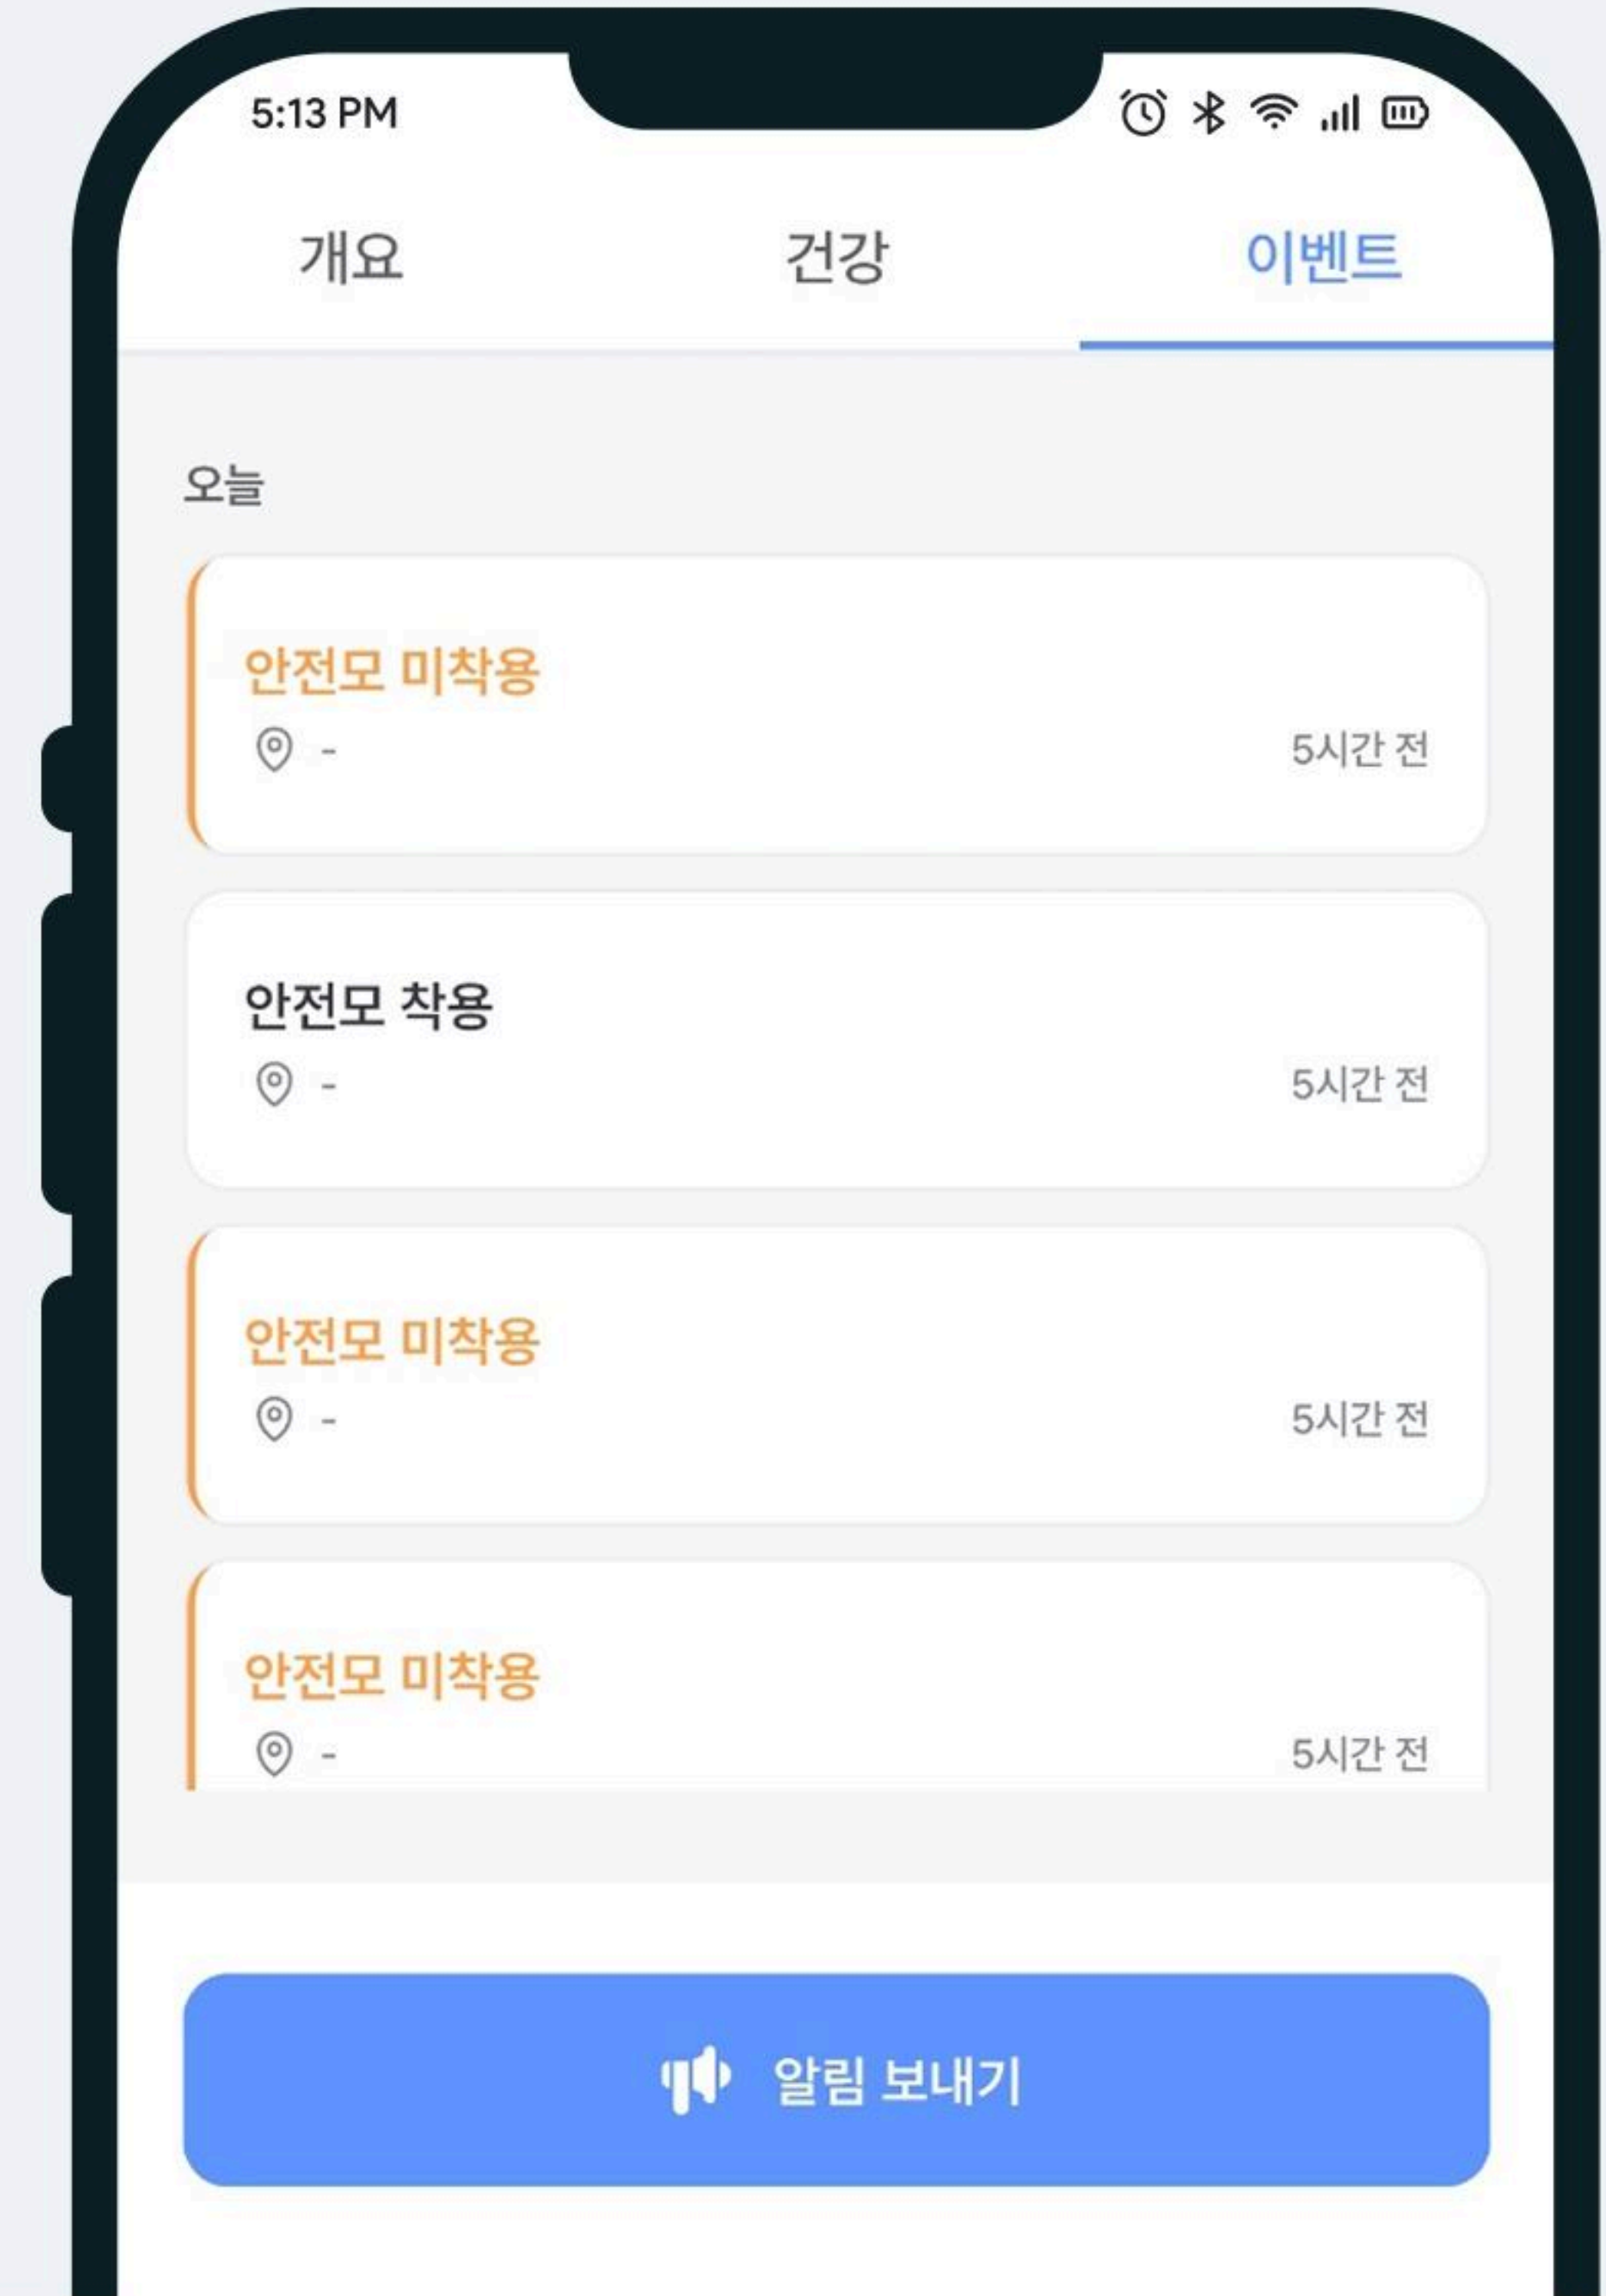 5:13 PM
개요 건강 이벤트
오늘
안전모 미착용
- 5시간 전
안전모 착용
- 5시간 전
안전모 미착용
- 5시간 전
안전모 미착용
- 5시간 전
알림 보내기